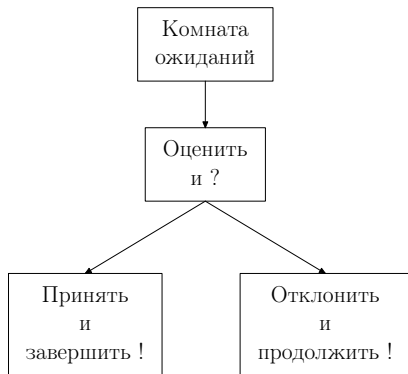 Комната
ожиданий
Оценить
и ?
Принять
и
завершить !
Отклонить
и
продолжить !